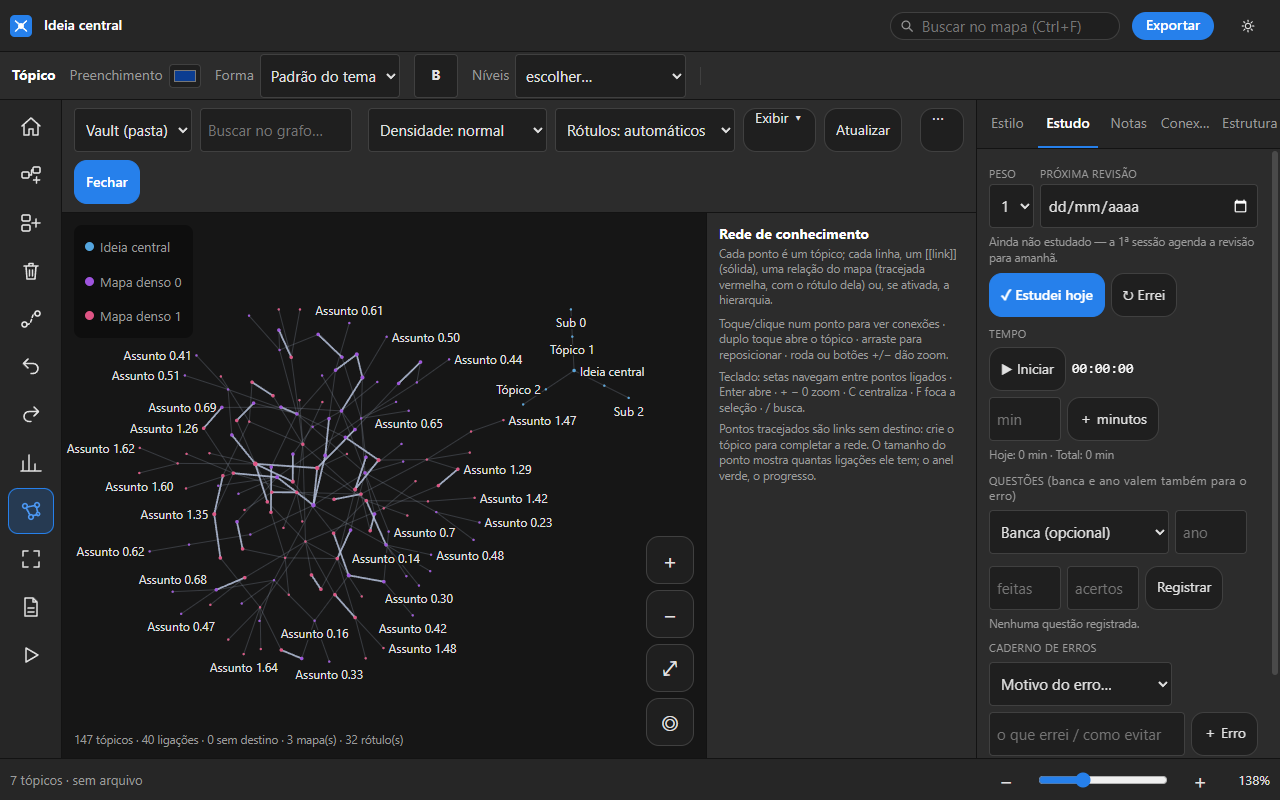 Ideia central
Buscar no mapa (Ctrl+F)
Exportar
Tópico
Preenchimento
Forma
Padrão do tema
B
Níveis
escolher...
Vault (pasta)
Buscar no grafo...
Densidade: normal
Rótulos: automáticos
Exibir ▾
Atualizar
...
Fechar
Ideia central
Mapa denso 0
Mapa denso 1
Assunto 0.61
Sub 0
Assunto 0.50
Assunto 0.41
Tópico 1
Assunto 0.44
Assunto 0.51
Ideia central
Tópico 2
Assunto 0.69
Sub 2
Assunto 0.65
Assunto 1.47
Assunto 1.26
Assunto 1.62
Assunto 1.29
Assunto 1.60
Assunto 1.42
Assunto 1.35
Assunto 0.23
Assunto 0.7
Assunto 0.62
Assunto 0.14
Assunto 0.48
Assunto 0.68
Assunto 0.30
Assunto 0.47
Assunto 0.16
Assunto 0.42
Assunto 1.48
Assunto 1.64
Assunto 0.33
+
−
147 tópicos · 40 ligações · 0 sem destino · 3 mapa(s) · 32 rótulo(s)
Rede de conhecimento
Cada ponto é um tópico; cada linha, um [[link]]
(sólida), uma relação do mapa (tracejada
vermelha, com o rótulo dela) ou, se ativada, a
hierarquia.
Toque/clique num ponto para ver conexões ·
duplo toque abre o tópico · arraste para
reposicionar · roda ou botões +/− dão zoom.
Teclado: setas navegam entre pontos ligados ·
Enter abre · + − 0 zoom · C centraliza · F foca a
seleção · / busca.
Pontos tracejados são links sem destino: crie o
tópico para completar a rede. O tamanho do
ponto mostra quantas ligações ele tem; o anel
verde, o progresso.
Estilo
Estudo
Notas
Conex...
Estrutura
PESO
PRÓXIMA REVISÃO
1
dd/mm/aaaa
Ainda não estudado — a 1ª sessão agenda a revisão
para amanhã.
✓ Estudei hoje
↻ Errei
TEMPO
▶ Iniciar
00:00:00
min
+ minutos
Hoje: 0 min · Total: 0 min
QUESTÕES (banca e ano valem também para o
erro)
Banca (opcional)
ano
feitas
acertos
Registrar
Nenhuma questão registrada.
CADERNO DE ERROS
Motivo do erro...
o que errei / como evitar
+ Erro
7 tópicos · sem arquivo
−
+
138%